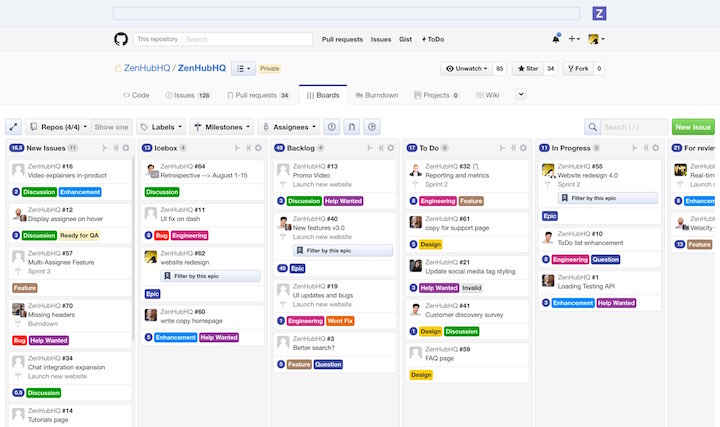 Z
This repository Search Pull requests Issues Gist ToDo
ZenHubHQ / ZenHubHQ Private Unwatch 85 Star 34 Fork 0
Code Issues 128 Pull requests 34 Boards Burndown Projects 0 Wiki
Repos (4/4) Show one Labels Milestones Assignees Search ( / ) New Issue
16.5 New Issues 11
ZenHubHQ #16
Video explainers in-product
2 Discussion Enhancement
ZenHubHQ #12
Display assignee on hover
3 Discussion Ready for QA
ZenHubHQ #57
Multi-Assignee Feature
Sprint 3
Feature
ZenHubHQ #70
Missing headers
Burndown
Bug Help Wanted
ZenHubHQ #34
Chat integration expansion
Launch new website
0.5 Discussion
ZenHubHQ #14
Tutorials page
13 Icebox 4
ZenHubHQ #64
Retrospective --> August 1-15
Discussion
ZenHubHQ #11
UI fix on dash
8 Bug Engineering
ZenHubHQ #62
website redesign
Filter by this epic
Epic
ZenHubHQ #60
write copy homepage
5 Enhancement Help Wanted
Backlog 4
ZenHubHQ #13
Promo Video
Launch new website
3 Discussion Help Wanted
ZenHubHQ #40
New features v3.0
Launch new website
Filter by this epic
40 Epic
ZenHubHQ #19
UI updates and bugs
Launch new website
1 Engineering Wont Fix
ZenHubHQ #3
Better search?
5 Feature Question
17 To Do 5
ZenHubHQ #32
Reporting and metrics
Sprint 2
8 Engineering Feature
ZenHubHQ #61
copy for support page
5 Design
ZenHubHQ #21
Update social media tag styling
3 Help Wanted Invalid
ZenHubHQ #41
Customer discovery survey
1 Design Discussion
ZenHubHQ #59
FAQ page
Design
11 In Progress 3
ZenHubHQ #55
Website redesign 4.0
Sprint 2
Filter by this epic
Epic
ZenHubHQ #10
ToDo list enhancement
8 Engineering Question
ZenHubHQ #1
Loading Testing API
3 Enhancement Help Wanted
21 For review
ZenHubHQ
Real-time
Launch
8 Enhancem
ZenHubHQ
Velocity
13 Feature